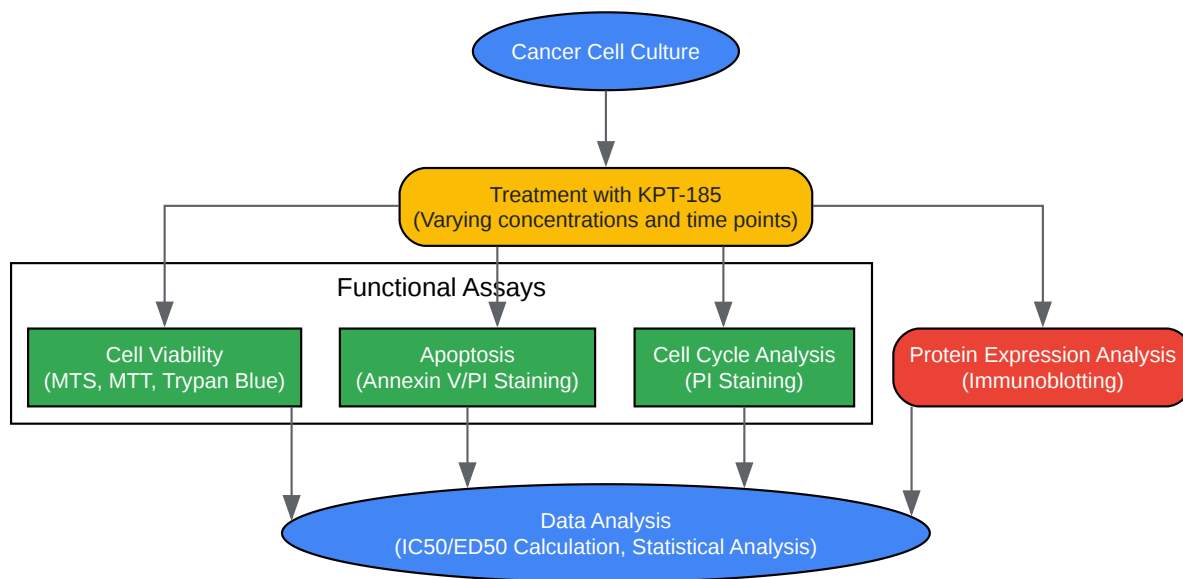 Cancer Cell Culture
Treatment with KPT-185
(Varying concentrations and time points)
Functional Assays
Cell Viability
(MTS, MTT, Trypan Blue)
Apoptosis
(Annexin V/PI Staining)
Cell Cycle Analysis
(PI Staining)
Protein Expression Analysis
(Immunoblotting)
Data Analysis
(IC50/ED50 Calculation, Statistical Analysis)